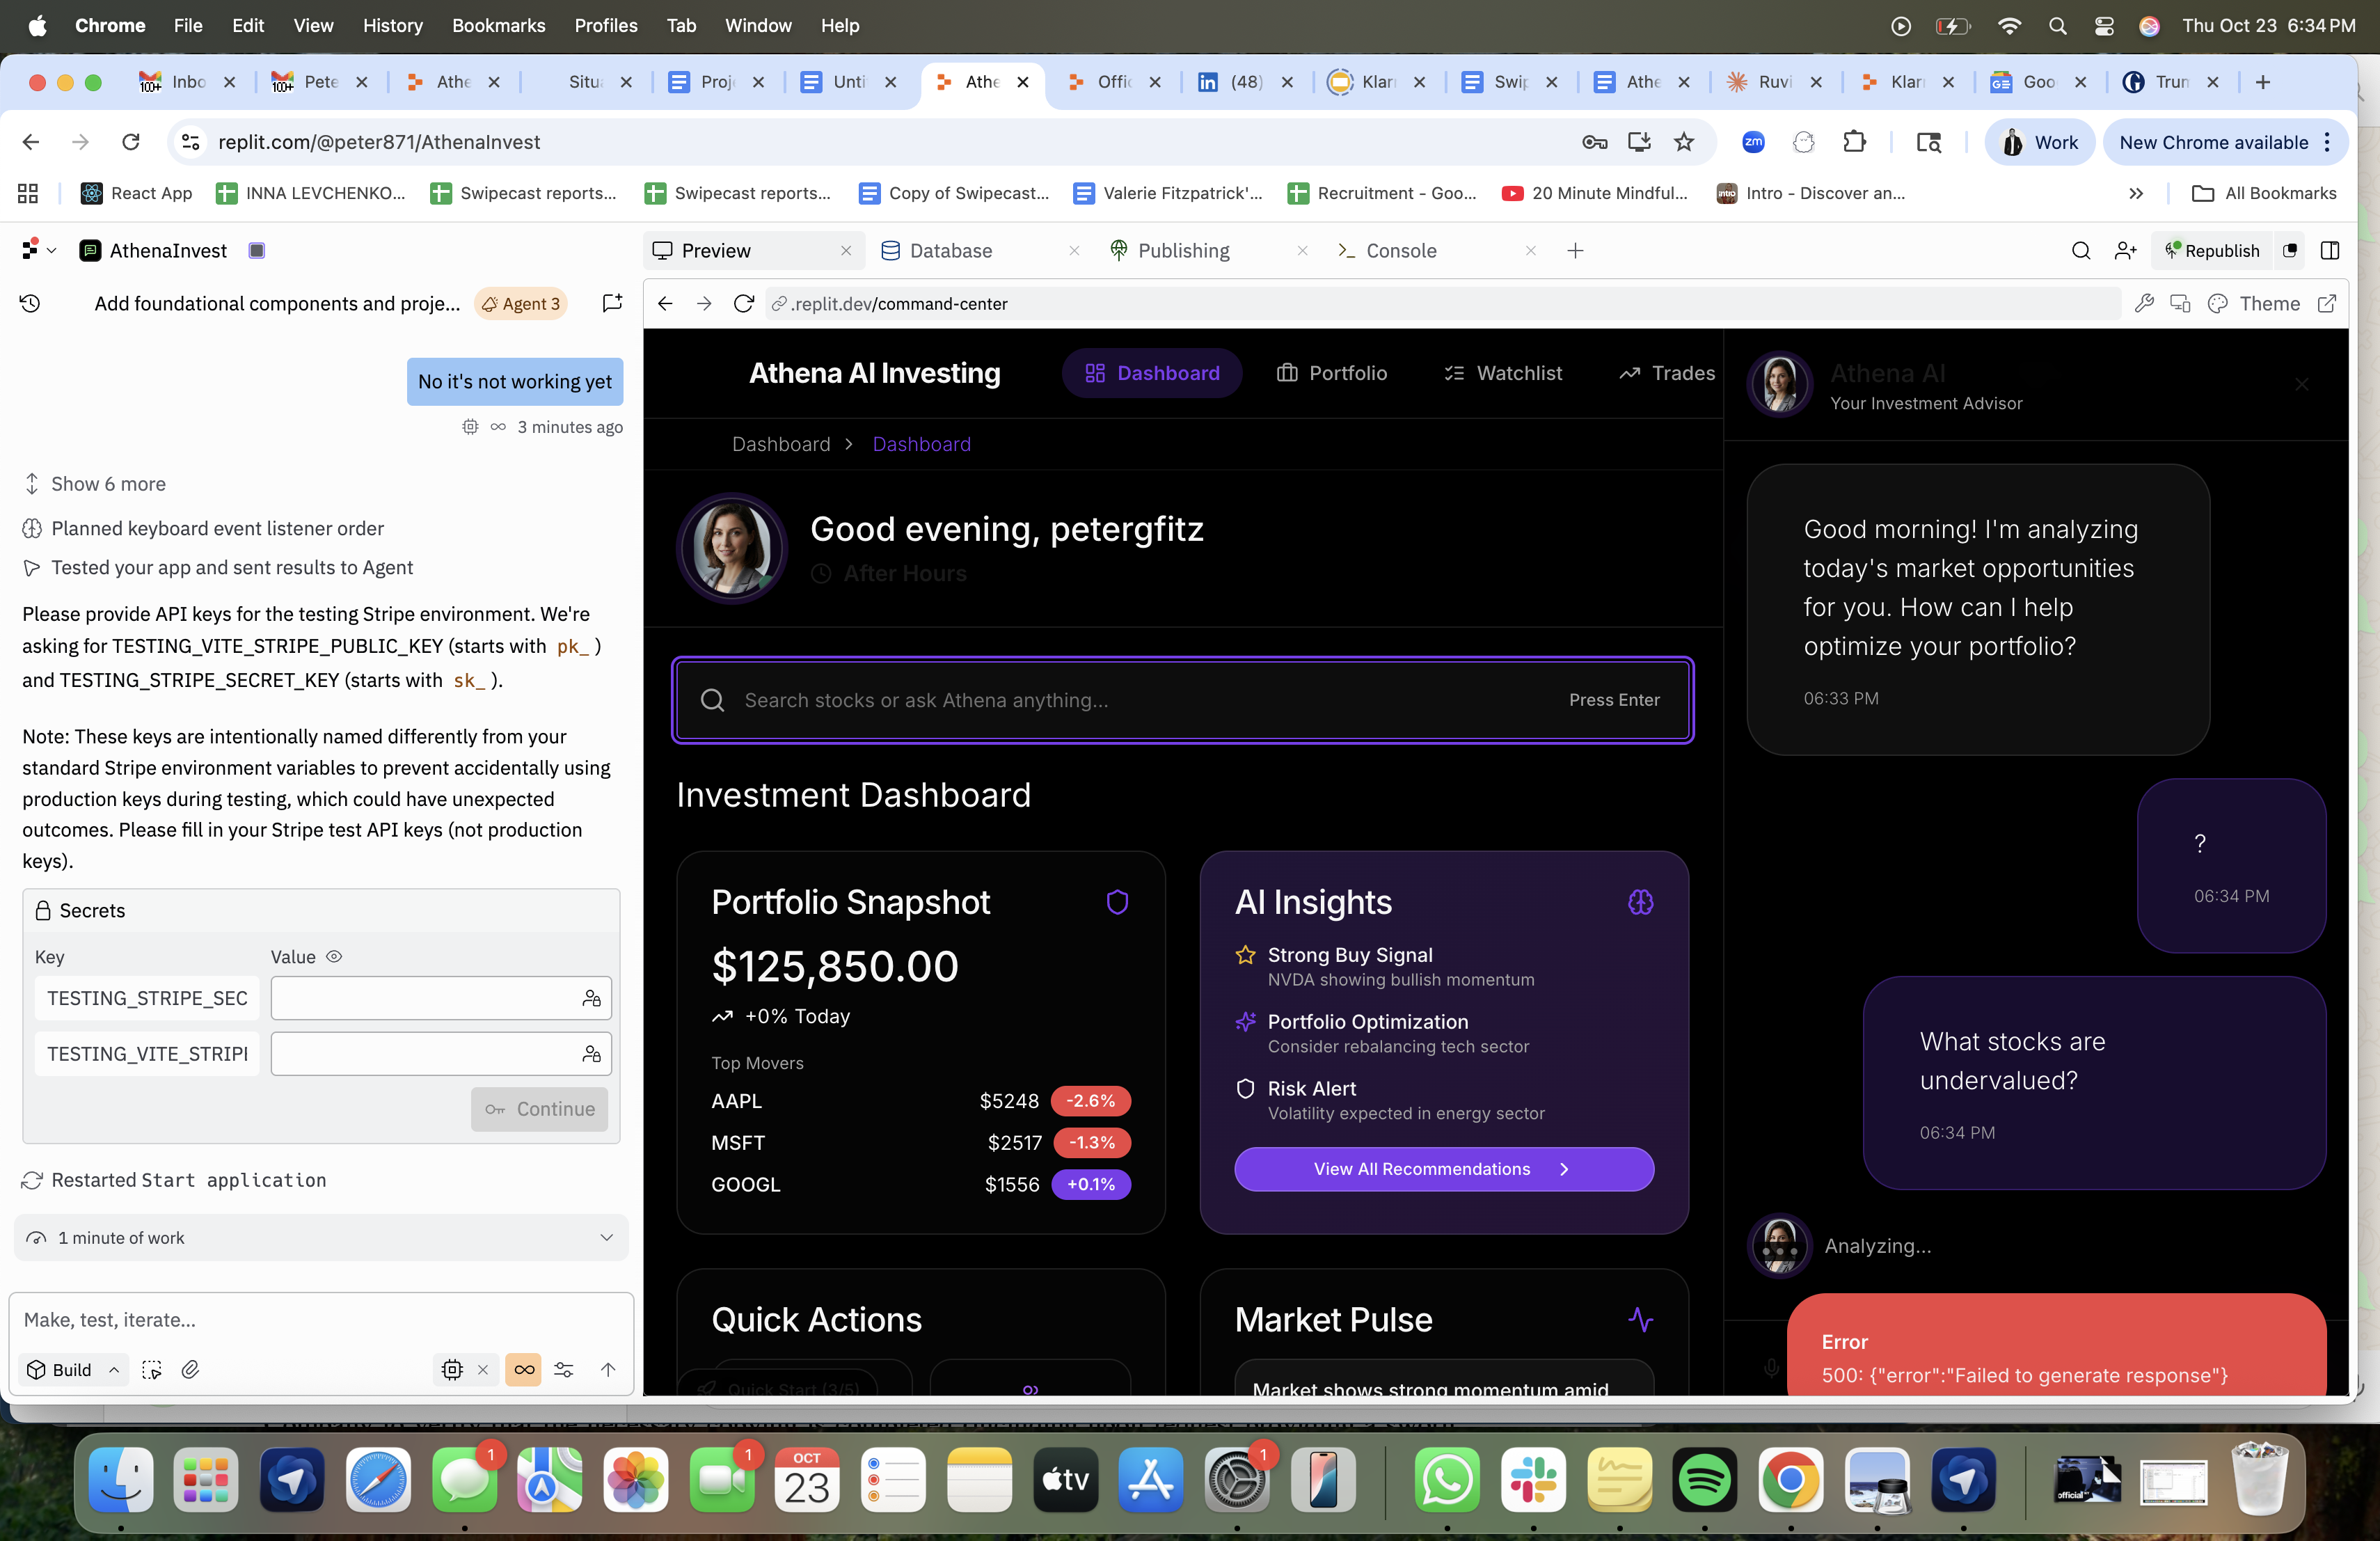 Chrome File Edit View History Bookmarks Profiles Tab Window Help
Thu Oct 23 6:34 PM
100+ Inbo
100+ Pete
Athe
Situa
Proj
Unti
Athe
Offic
in (48)
Klar
Swip
Athe
Ruvi
Klar
GE Goo
Trum
replit.com/@peter871/AthenaInvest
zm
Work
New Chrome available
React App
INNA LEVCHENKO...
Swipecast reports...
Swipecast reports...
Copy of Swipecast...
Valerie Fitzpatrick'...
Recruitment - Goo...
20 Minute Mindful...
intro Intro - Discover an...
All Bookmarks
AthenaInvest
Preview
Database
Publishing
Console
Republish
Add foundational components and proje...
Agent 3
.replit.dev/command-center
Theme
No it's not working yet
3 minutes ago
Show 6 more
Planned keyboard event listener order
Tested your app and sent results to Agent
Please provide API keys for the testing Stripe environment. We're
asking for TESTING_VITE_STRIPE_PUBLIC_KEY (starts with pk_ )
and TESTING_STRIPE_SECRET_KEY (starts with sk_ ).
Note: These keys are intentionally named differently from your
standard Stripe environment variables to prevent accidentally using
production keys during testing, which could have unexpected
outcomes. Please fill in your Stripe test API keys (not production
keys).
Secrets
Key Value
TESTING_STRIPE_SEC
TESTING_VITE_STRIPI
Continue
Restarted Start application
1 minute of work
Make, test, iterate...
Build
Athena AI Investing
Dashboard
Portfolio
Watchlist
Trades
Dashboard > Dashboard
Good evening, petergfitz
After Hours
Search stocks or ask Athena anything...
Press Enter
Investment Dashboard
Portfolio Snapshot
$125,850.00
+0% Today
Top Movers
AAPL $5248 -2.6%
MSFT $2517 -1.3%
GOOGL $1556 +0.1%
AI Insights
Strong Buy Signal
NVDA showing bullish momentum
Portfolio Optimization
Consider rebalancing tech sector
Risk Alert
Volatility expected in energy sector
View All Recommendations
Quick Actions
Quick Start (3/5)
Market Pulse
Market shows strong momentum amid
Athena AI
Your Investment Advisor
Good morning! I'm analyzing
today's market opportunities
for you. How can I help
optimize your portfolio?
06:33 PM
?
06:34 PM
What stocks are
undervalued?
06:34 PM
Analyzing...
Error
500: {"error":"Failed to generate response"}
1
1
OCT
23
tv
1
official